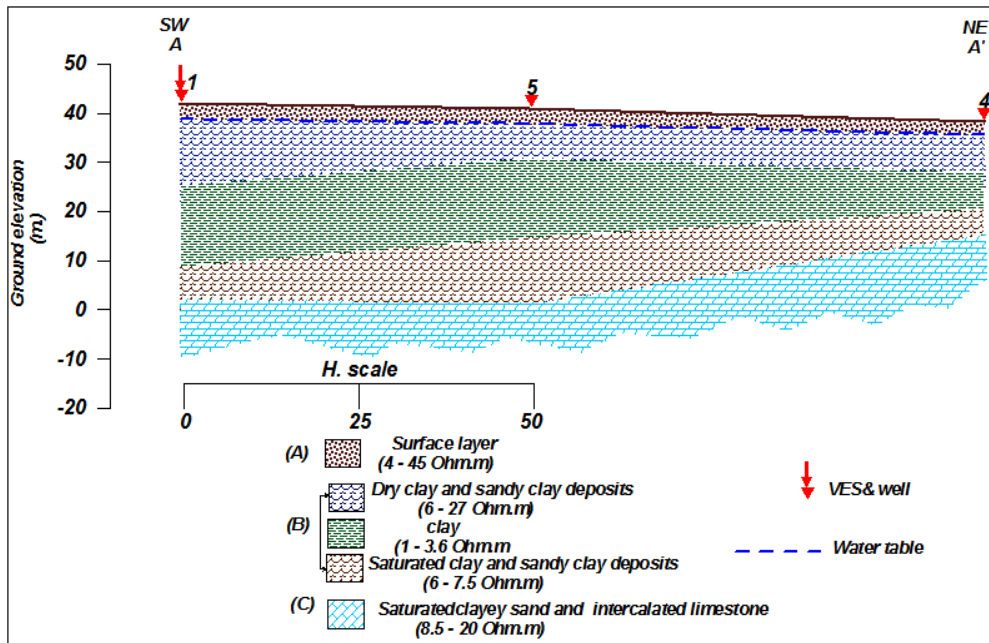 SW
A
NE
A'
50
40
30
20
10
0
-10
-20
Ground elevation
(m.)
1
5
4
H. scale
0
25
50
(A) Surface layer
(4 - 45 Ohm.m)
(B)
Dry clay and sandy clay deposits
(6 - 27 Ohm.m)
clay
(1 - 3.6 Ohm.m
Saturated clay and sandy clay deposits
(6 - 7.5 Ohm.m)
(C) Saturatedclayey sand and intercalated limestone
(8.5 - 20 Ohm.m)
VES& well
Water table